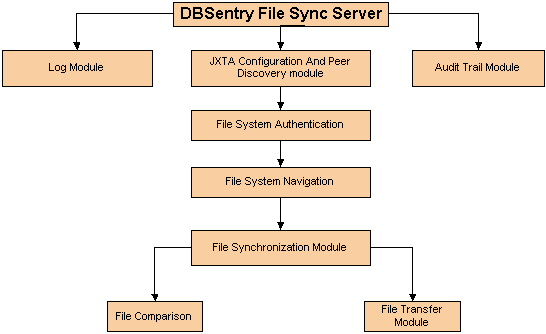 DBSentry File Sync Server
Log Module
JXTA Configuration And Peer
Discovery module
Audit Trail Module
File System Authentication
File System Navigation
File Synchronization Module
File Comparison
File Transfer
Module